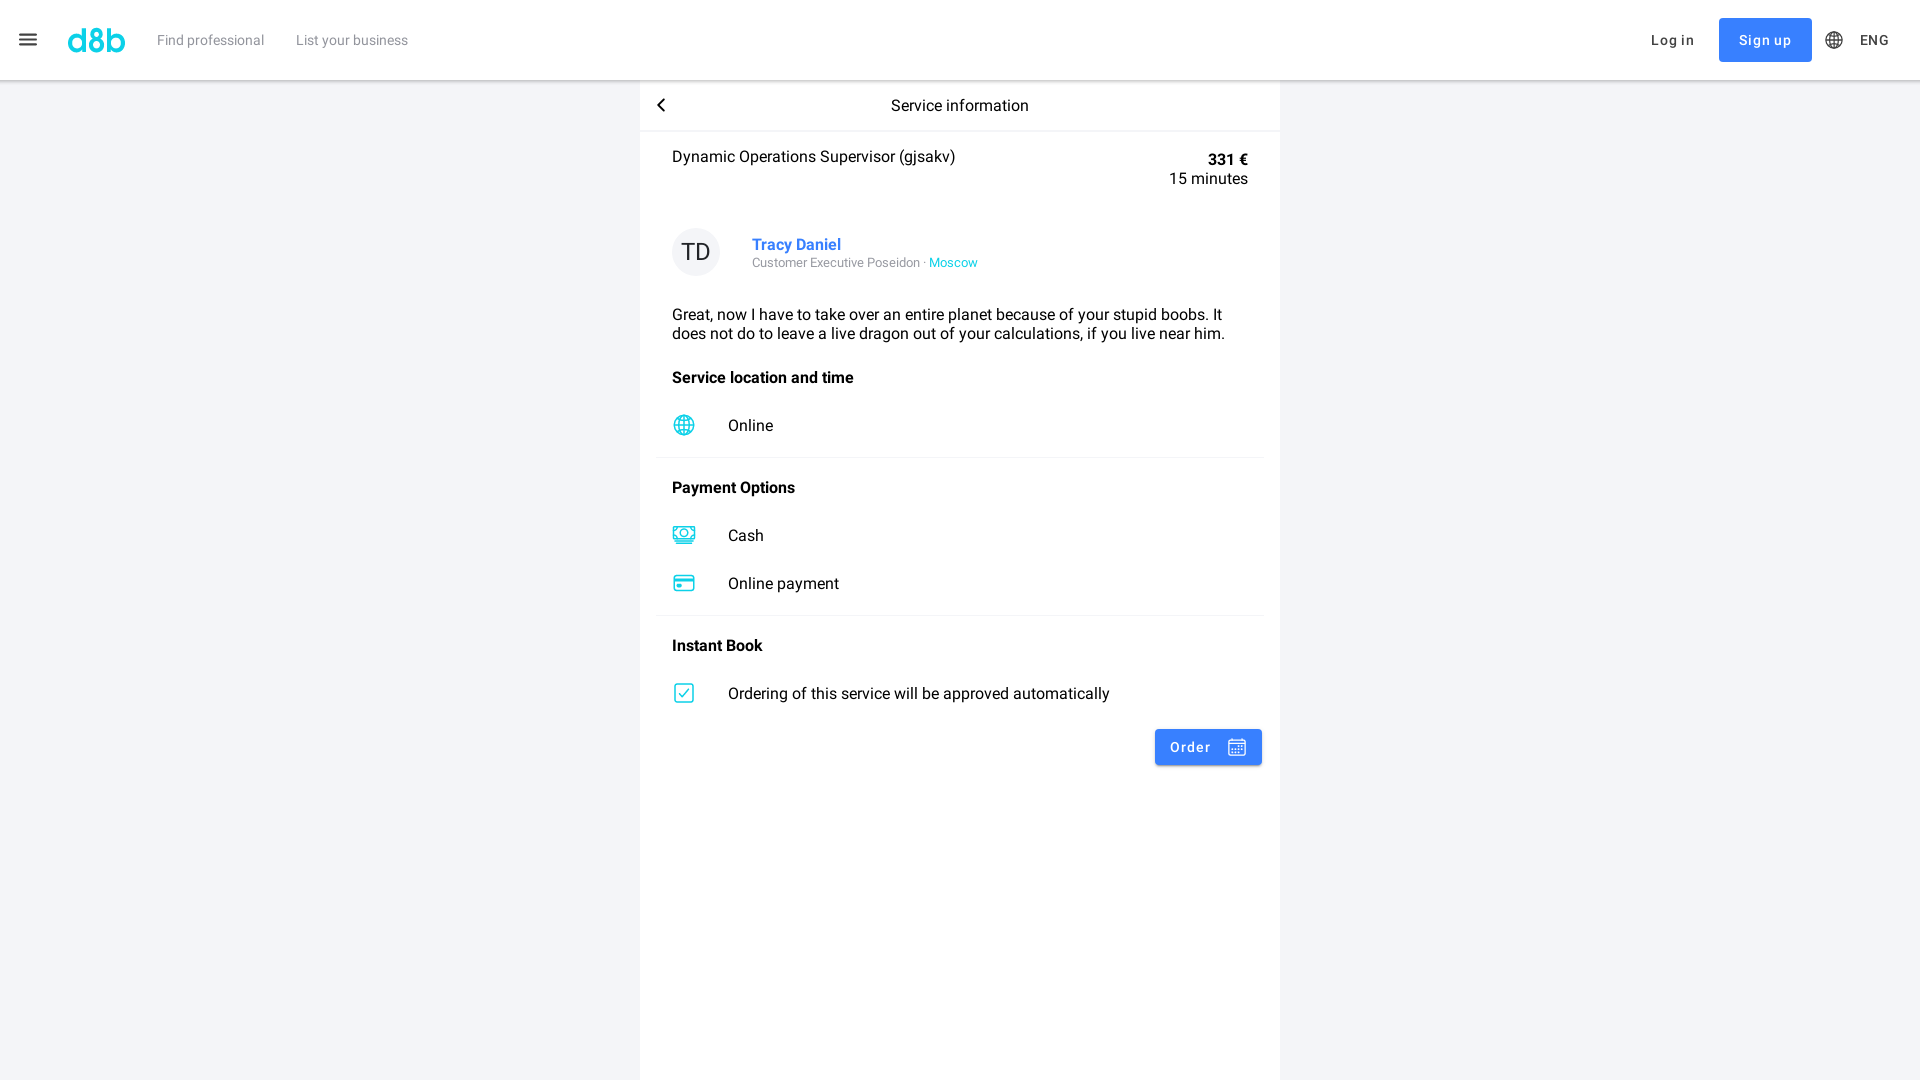 d8b
Find professional
List your business
Log in
Sign up
ENG
Service information
Dynamic Operations Supervisor (gjsakv)
331 €
15 minutes
TD
Tracy Daniel
Customer Executive Poseidon · Moscow
Great, now I have to take over an entire planet because of your stupid boobs. It
does not do to leave a live dragon out of your calculations, if you live near him.
Service location and time
Online
Payment Options
Cash
Online payment
Instant Book
Ordering of this service will be approved automatically
Order